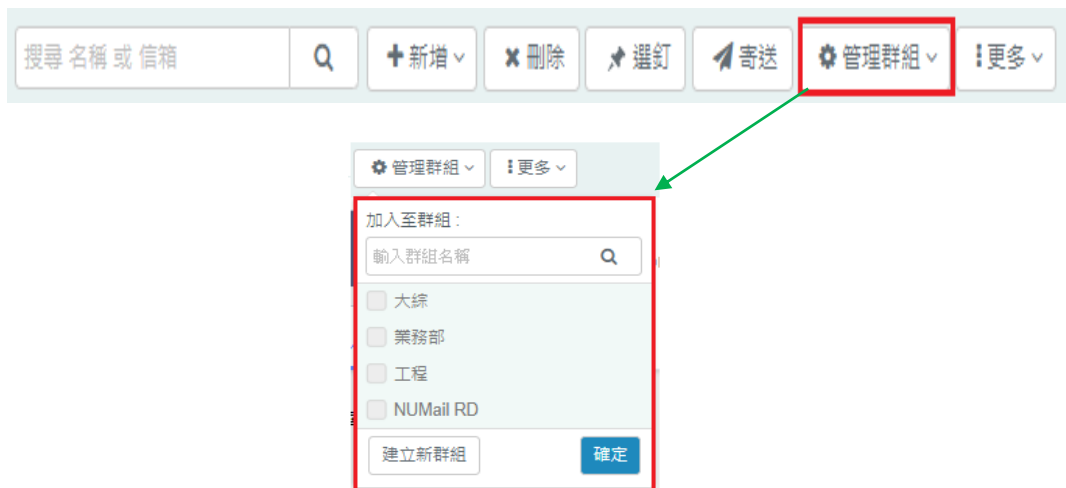 搜尋 名稱 或 信箱 新增 刪除 選釘 寄送 管理群組 更多
管理群組 更多
加入至群組 :
輸入群組名稱
大綜
業務部
工程
NUMail RD
建立新群組 確定